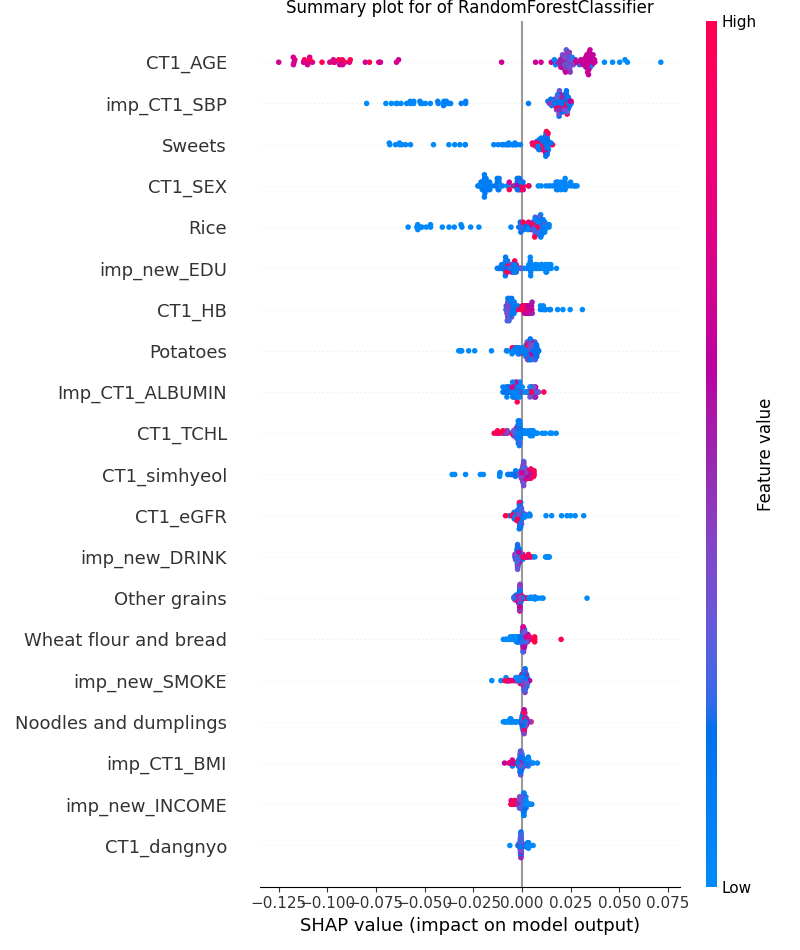 Summary plot for of RandomForestClassifier
High
CT1_AGE
imp_CT1_SBP
Sweets
CT1_SEX
Rice
imp_new_EDU
CT1_HB
Potatoes
Imp_CT1_ALBUMIN
CT1_TCHL
CT1_simhyeol
CT1_eGFR
imp_new_DRINK
Other grains
Wheat flour and bread
imp_new_SMOKE
Noodles and dumplings
imp_CT1_BMI
imp_new_INCOME
CT1_dangnyo
Feature value
Low
−0.125 −0.100 −0.075 −0.050 −0.025 0.000 0.025 0.050 0.075
SHAP value (impact on model output)